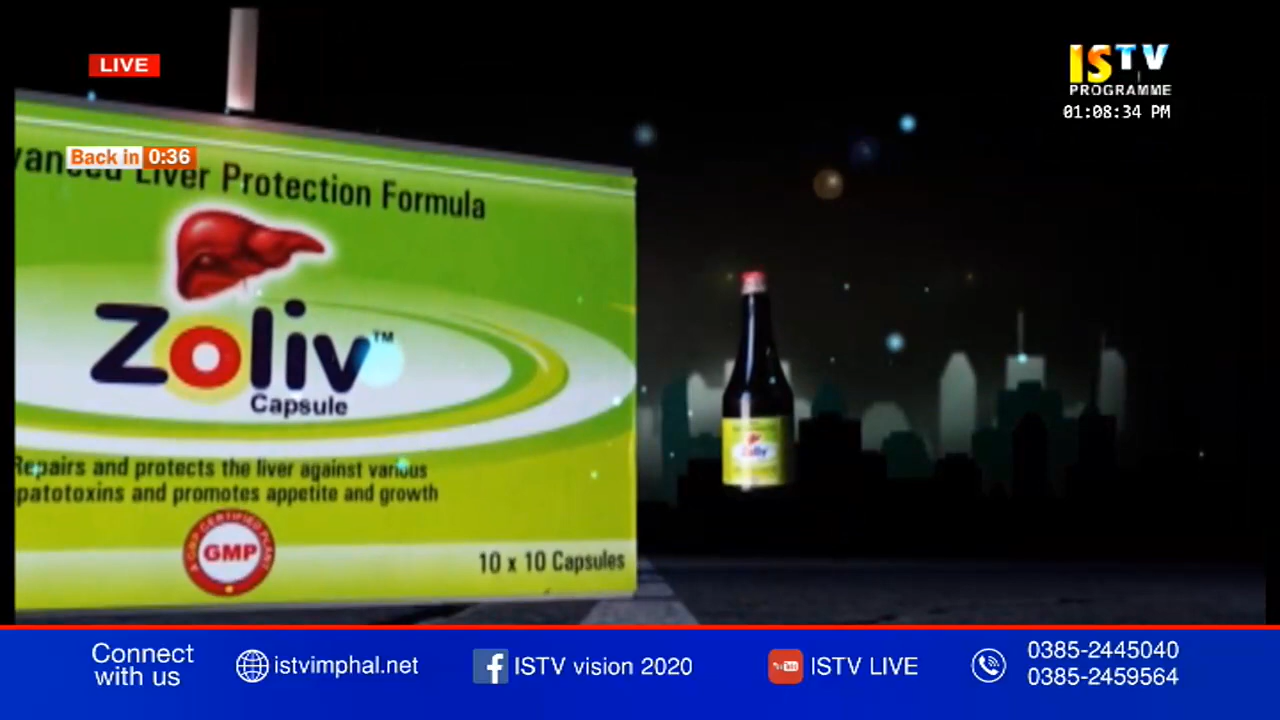 LIVE
ISTV
PROGRAMME
01:08:34 PM
Back in 0:36
Liver Protection Formula
Zoliv™
Capsule
Repairs and protects the liver against various
patotoxins and promotes appetite and growth
GMP
10 x 10 Capsules
Zoliv
Connect
with us
istvimphal.net
ISTV vision 2020
ISTV LIVE
0385-2445040
0385-2459564